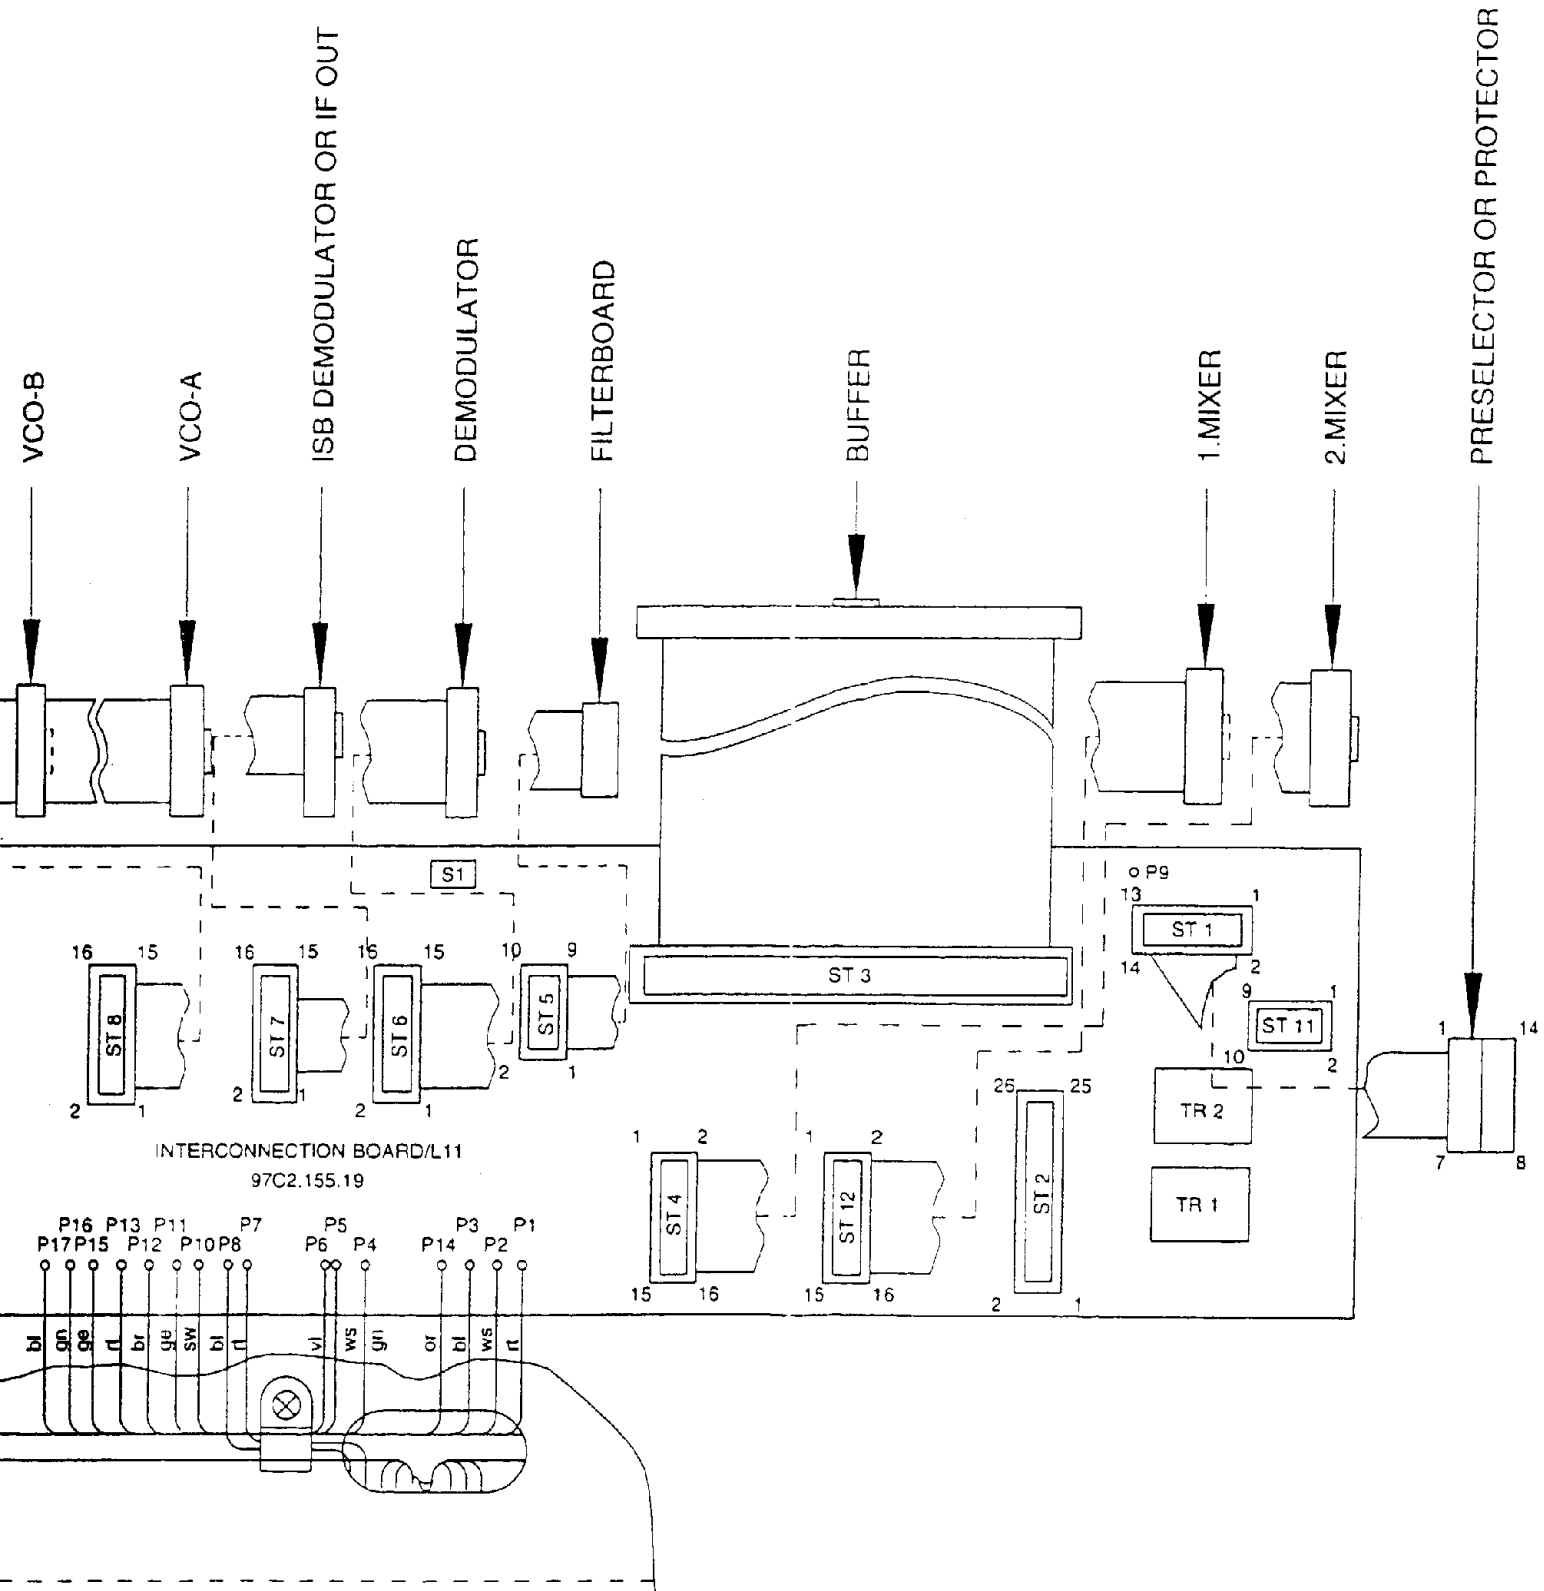 VCO-B
VCO-A
ISB DEMODULATOR OR IF OUT
DEMODULATOR
FILTERBOARD
BUFFER
1.MIXER
2.MIXER
PRESELECTOR OR PROTECTOR
S1
P9
13 1
ST 1
14 2
16 15
ST 8
2 1
16 15
ST 7
2 1
16 15
ST 6
2 1
10 9
ST 5
2 1
ST 3
9 1
ST 11
10 2
1 14
7 8
TR 2
TR 1
26 25
ST 2
2 1
1 2
ST 4
15 16
1 2
ST 12
15 16
INTERCONNECTION BOARD/L11
97C2.155.19
P16 P13 P11 P7 P5 P3 P1
P17 P15 P12 P10 P8 P6 P4 P14 P2
bl gn ge rt br ge sw bl rt vl ws gn or bl ws rt